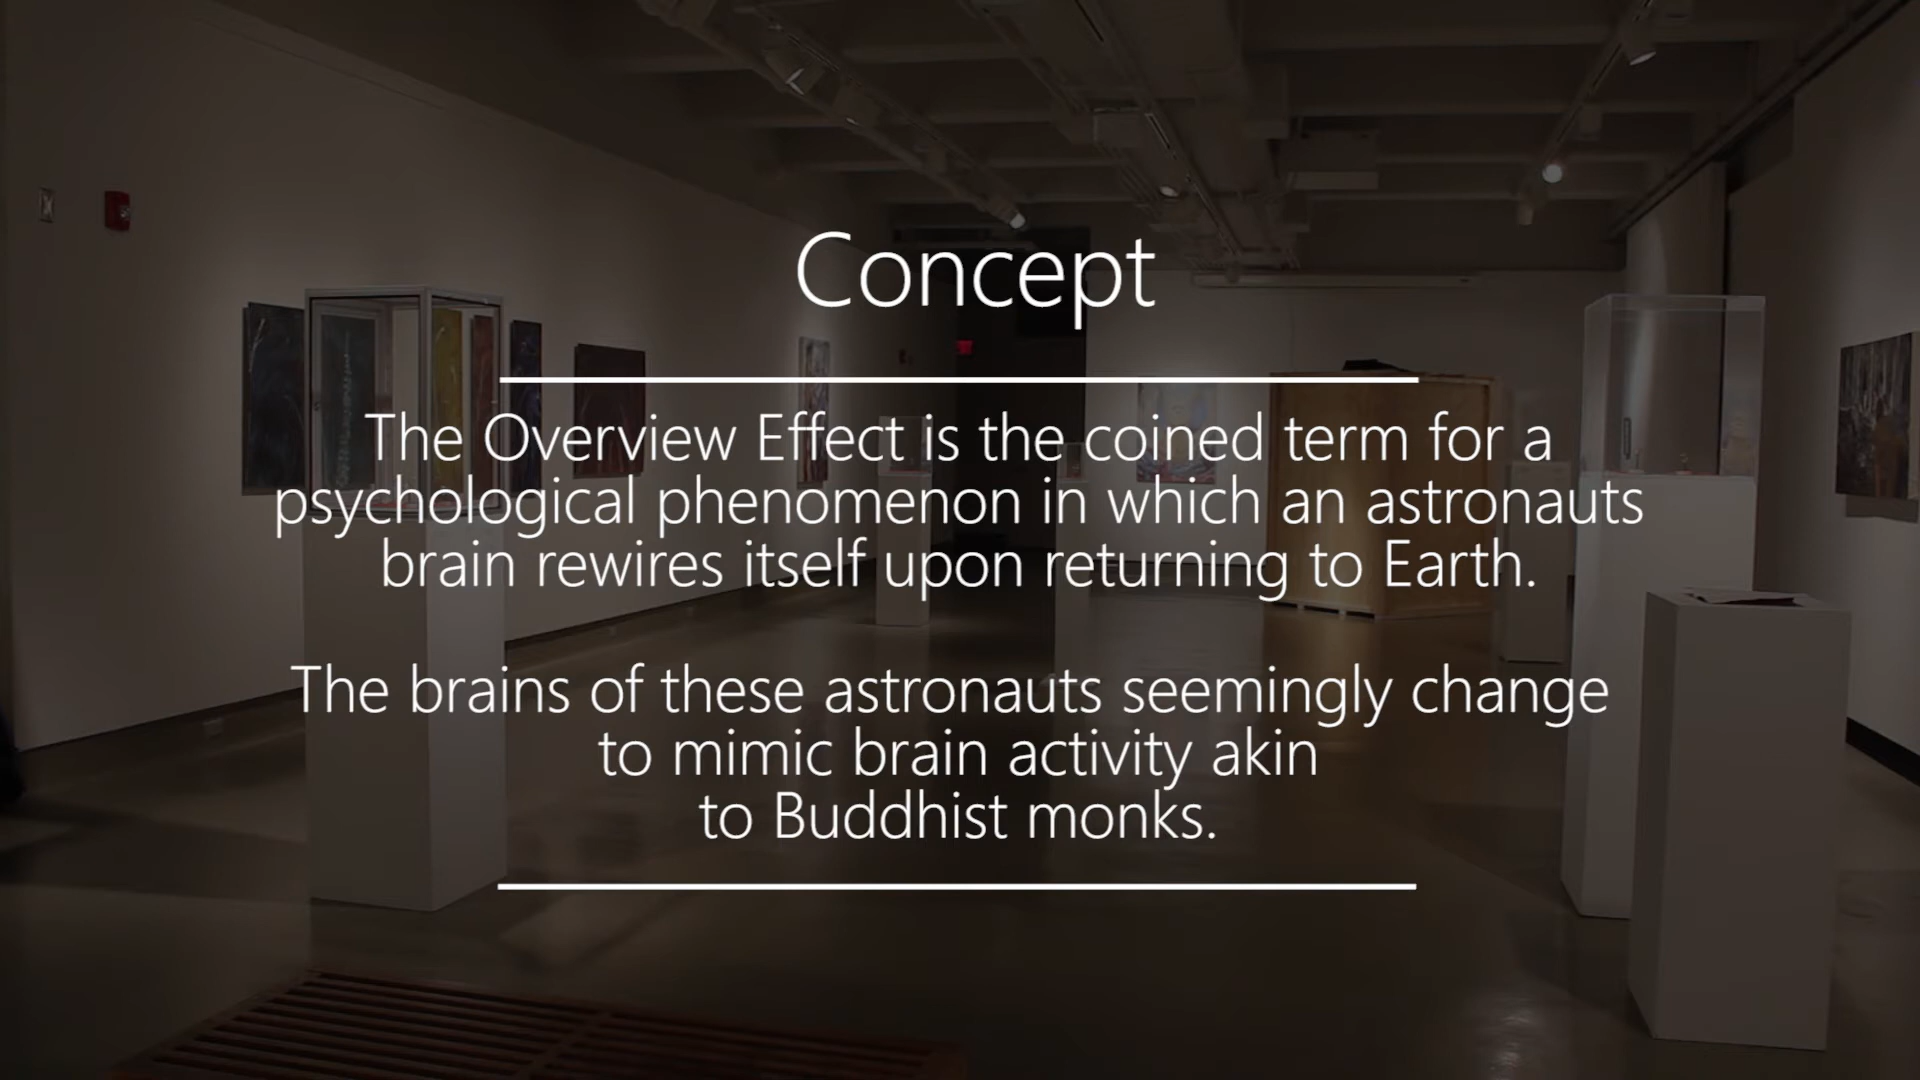 Concept
The Overview Effect is the coined term for a
psychological phenomenon in which an astronauts
brain rewires itself upon returning to Earth.
The brains of these astronauts seemingly change
to mimic brain activity akin
to Buddhist monks.